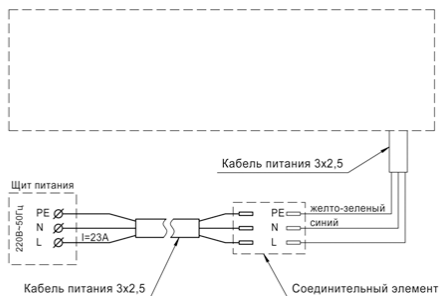 Кабель питания 3х2,5
Щит питания
220В~50Гц
PE
N
L
I=23А
PE
N
L
желто-зеленый
синий
Кабель питания 3х2,5
Соединительный элемент